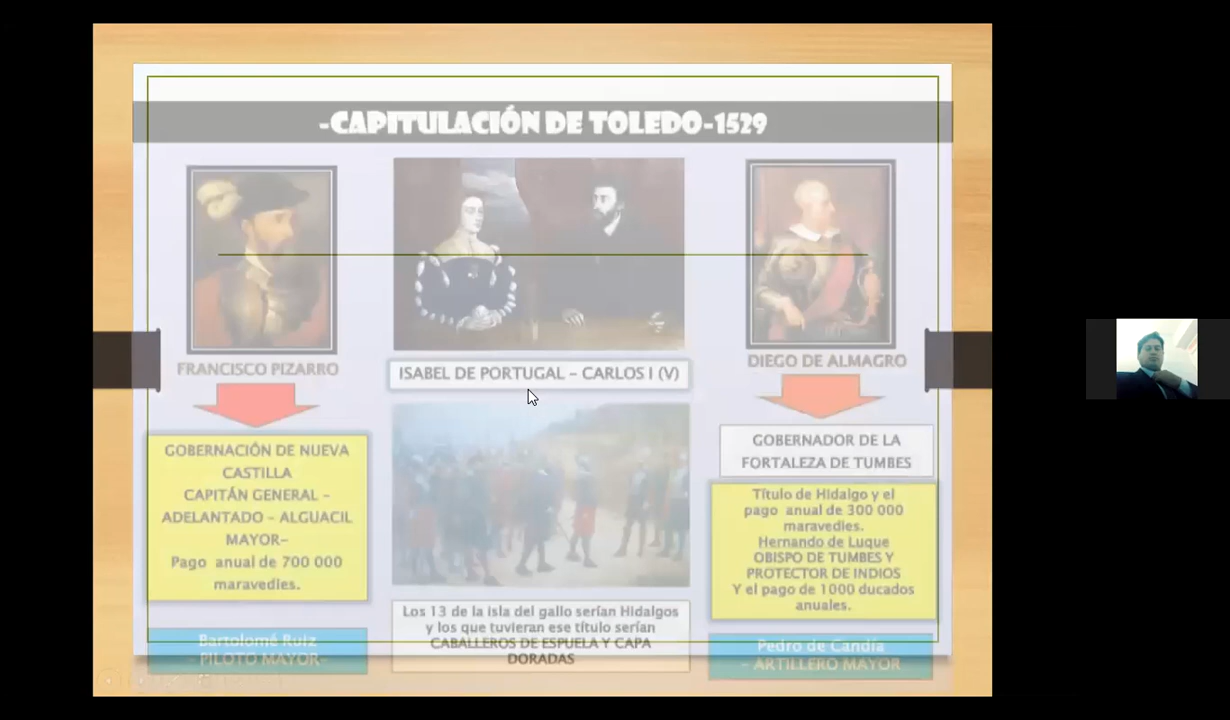 -CAPITULACIÓN DE TOLEDO-1529
FRANCISCO PIZARRO
ISABEL DE PORTUGAL – CARLOS I (V)
DIEGO DE ALMAGRO
GOBERNACIÓN DE NUEVA
CASTILLA
CAPITÁN GENERAL –
ADELANTADO – ALGUACIL
MAYOR–
Pago anual de 700 000
maravedíes.
GOBERNADOR DE LA
FORTALEZA DE TUMBES
Título de Hidalgo y el
pago anual de 300 000
maravedíes.
Hernando de Luque
OBISPO DE TUMBES Y
PROTECTOR DE INDIOS
Y el pago de 1000 ducados
anuales.
Los 13 de la isla del gallo serían Hidalgos
y los que tuvieran ese título serían
CABALLEROS DE ESPUELA Y CAPA
DORADAS
Bartolomé Ruiz
– PILOTO MAYOR–
Pedro de Candía
– ARTILLERO MAYOR